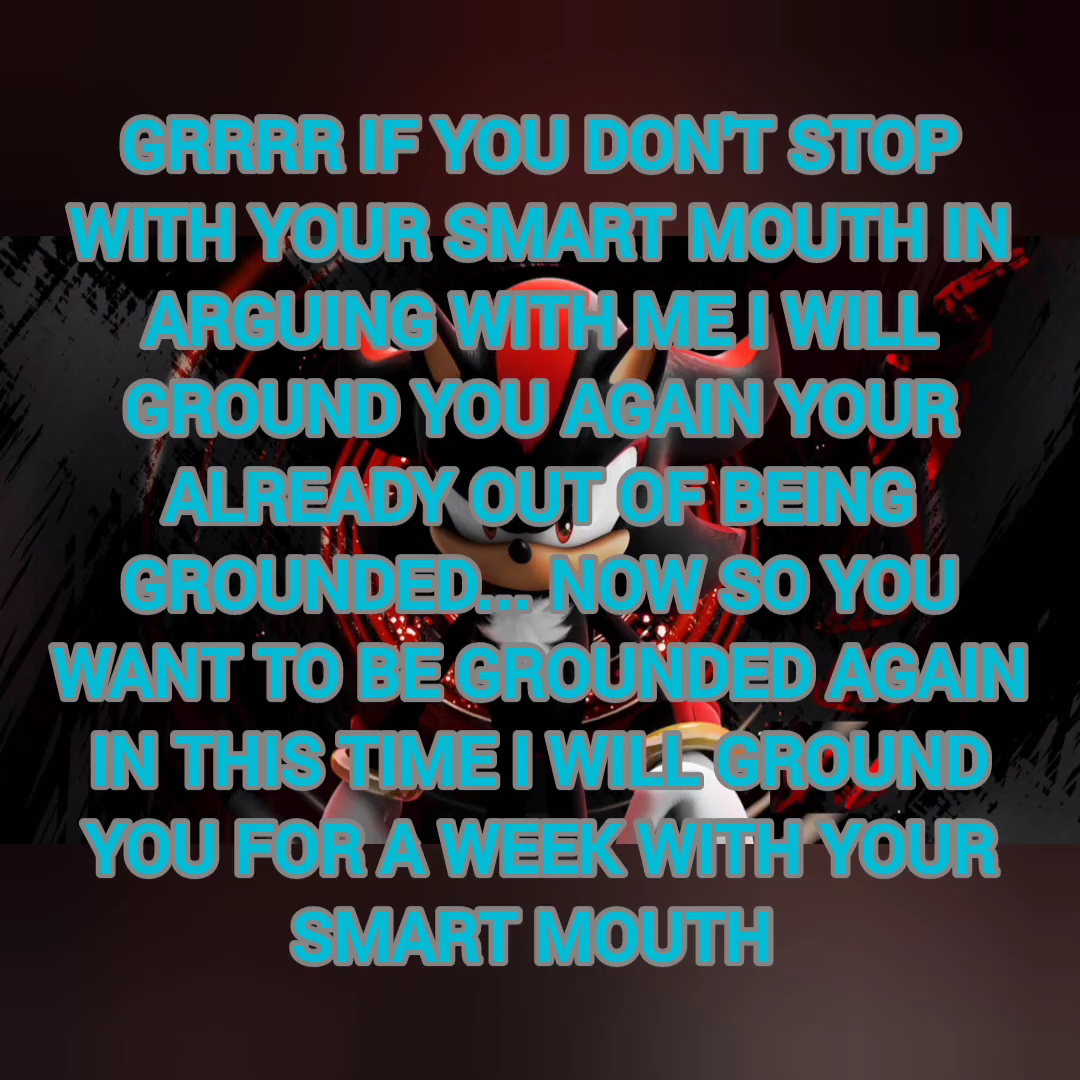 GRRRR IF YOU DON'T STOP
WITH YOUR SMART MOUTH IN
ARGUING WITH ME I WILL
GROUND YOU AGAIN YOUR
ALREADY OUT OF BEING
GROUNDED... NOW SO YOU
WANT TO BE GROUNDED AGAIN
IN THIS TIME I WILL GROUND
YOU FOR A WEEK WITH YOUR
SMART MOUTH